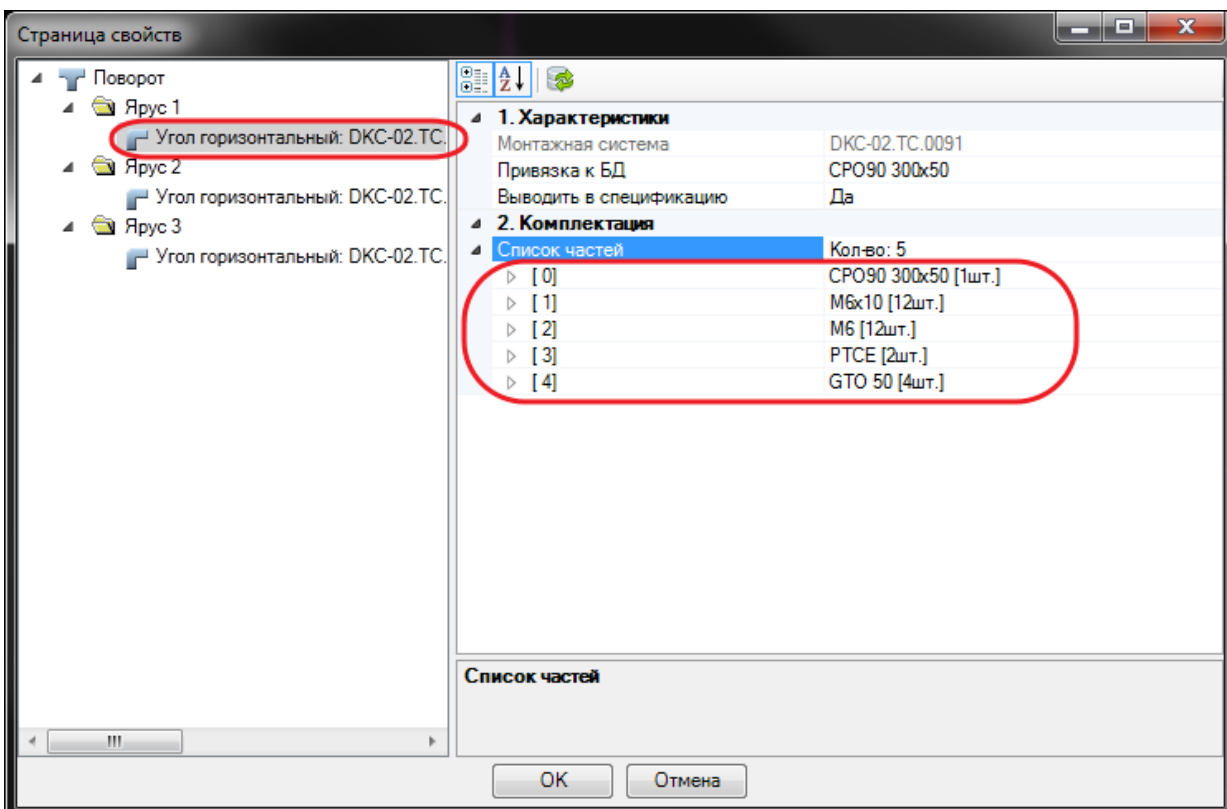 Страница свойств
Поворот
Ярус 1
Угол горизонтальный: DKC-02.TC.
Ярус 2
Угол горизонтальный: DKC-02.TC.
Ярус 3
Угол горизонтальный: DKC-02.TC.
1. Характеристики
Монтажная система DKC-02.TC.0091
Привязка к БД CPO90 300x50
Выводить в спецификацию Да
2. Комплектация
Список частей Кол-во: 5
[ 0] CPO90 300x50 [1шт.]
[ 1] M6x10 [12шт.]
[ 2] M6 [12шт.]
[ 3] PTCE [2шт.]
[ 4] GTO 50 [4шт.]
Список частей
OK Отмена